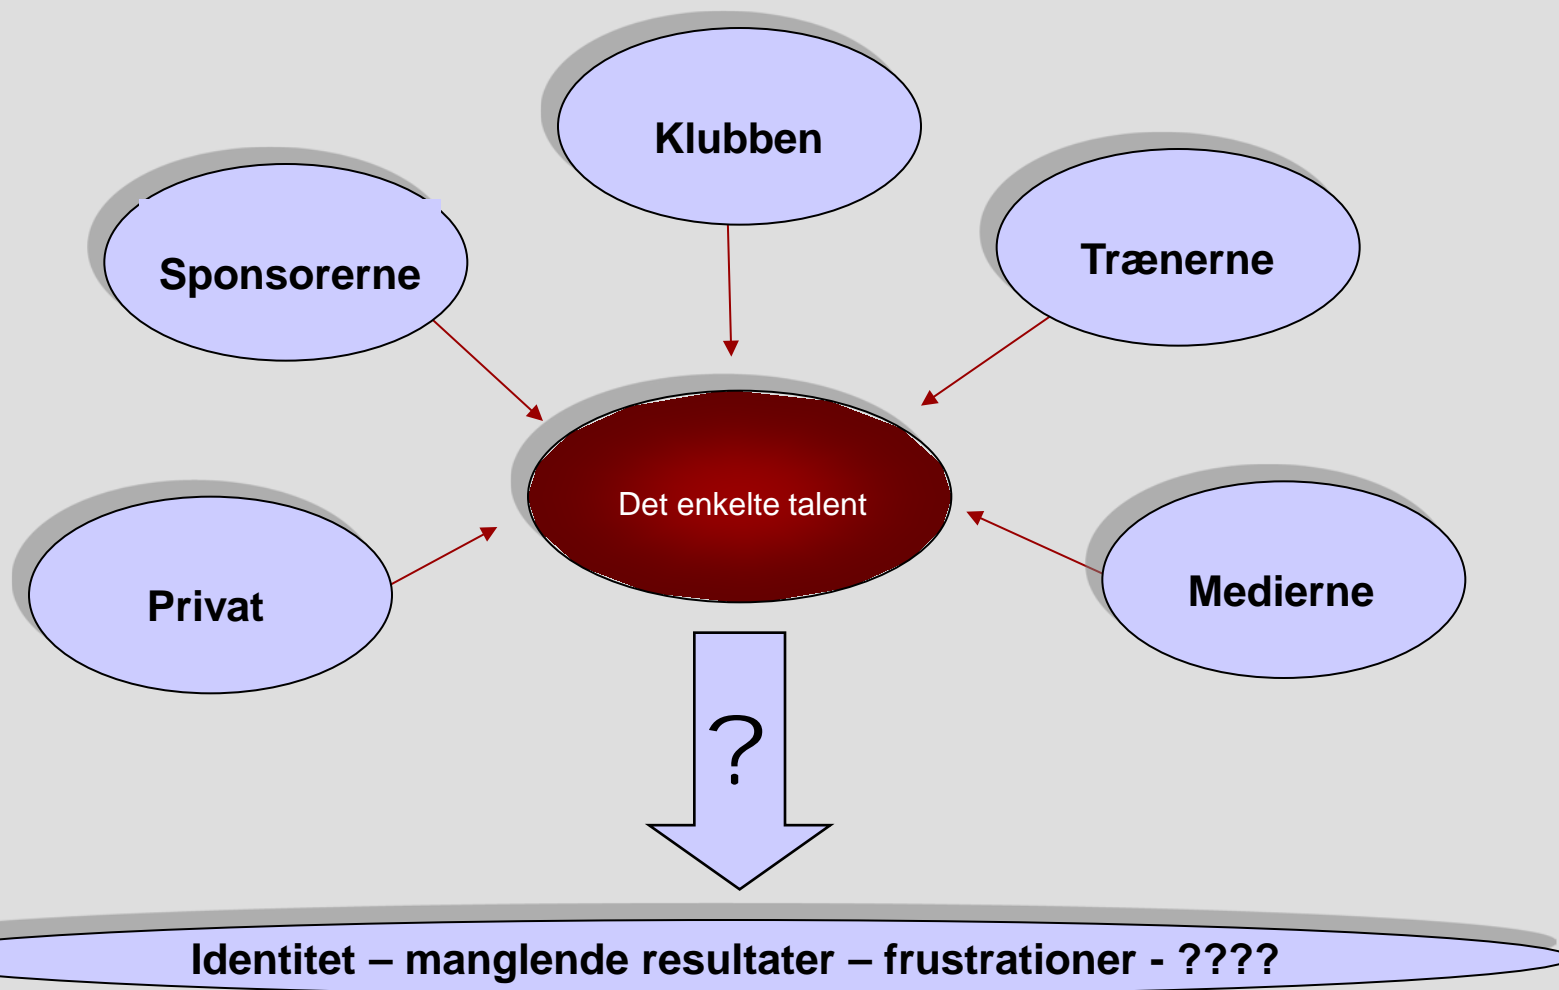 Klubben
Sponsorerne
Trænerne
Det enkelte talent
Privat
Medierne
?
Identitet – manglende resultater – frustrationer - ????